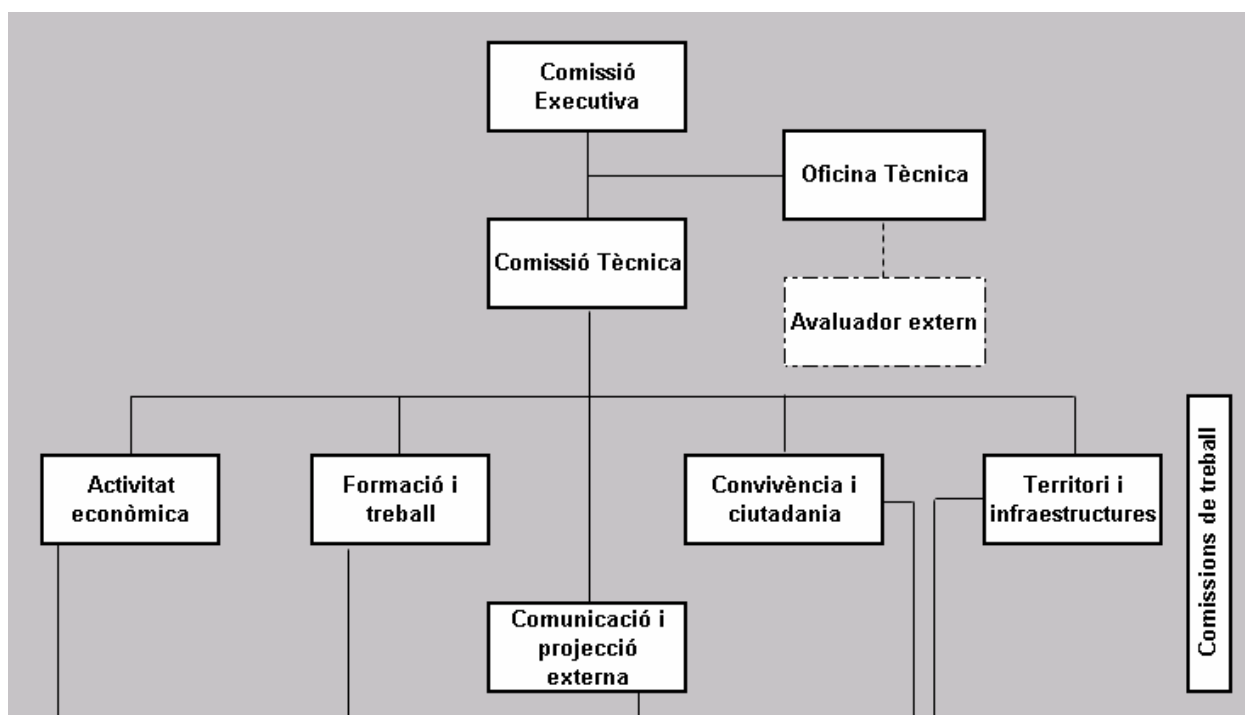 Comissió
Executiva
Oficina Tècnica
Comissió Tècnica
Avaluador extern
Activitat
econòmica
Formació i
treball
Convivència i
ciutadania
Territori i
infraestructures
Comissions de treball
Comunicació i
projecció
externa